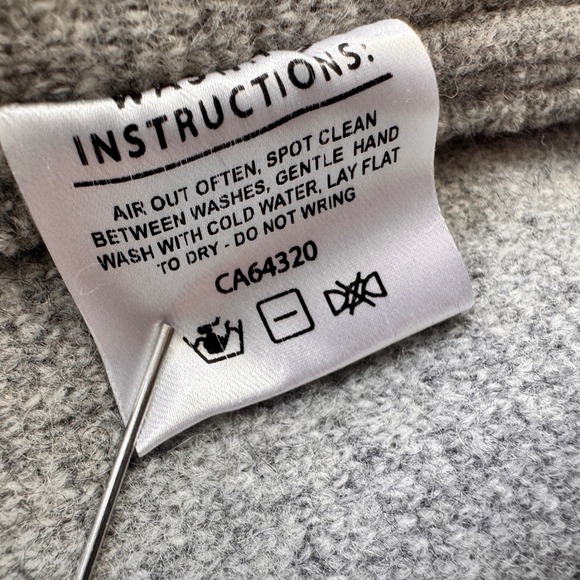 INSTRUCTIONS:
AIR OUT OFTEN, SPOT CLEAN
BETWEEN WASHES, GENTLE HAND
WASH WITH COLD WATER, LAY FLAT
TO DRY - DO NOT WRING
CA64320